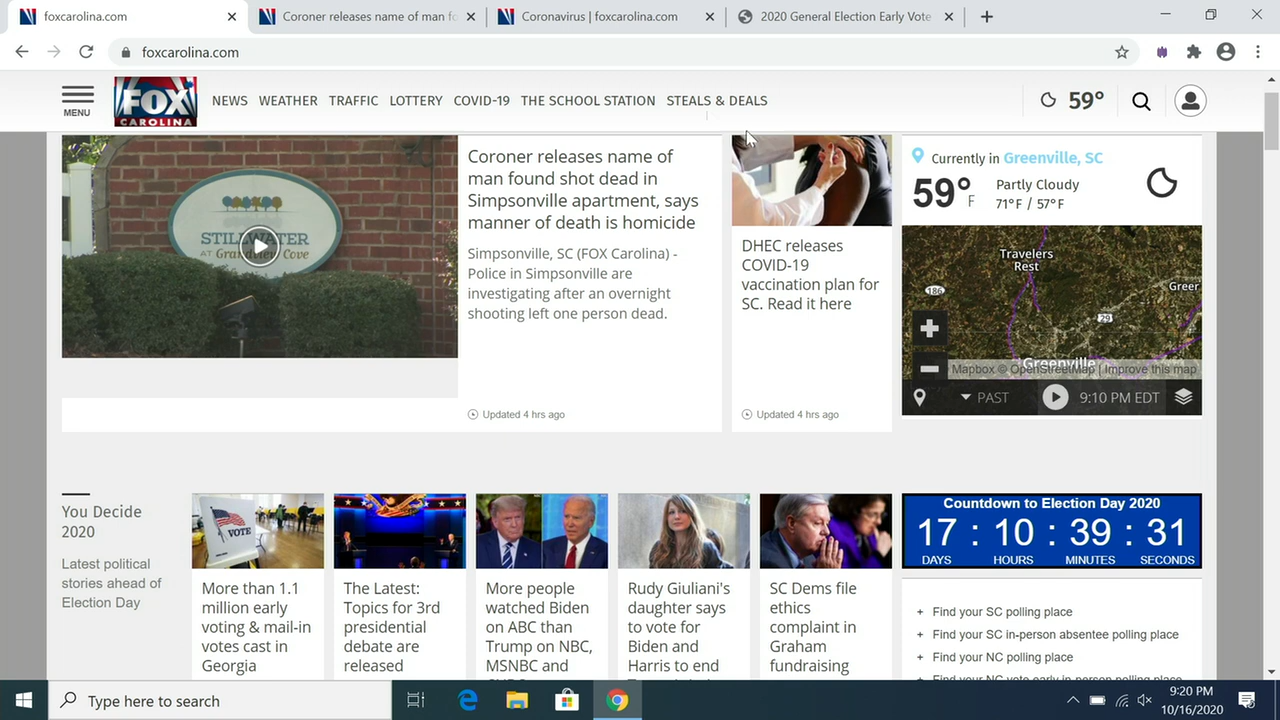 foxcarolina.com
Coroner releases name of man fo
Coronavirus | foxcarolina.com
2020 General Election Early Vote
foxcarolina.com
MENU
FOX
CAROLINA
NEWS WEATHER TRAFFIC LOTTERY COVID-19 THE SCHOOL STATION STEALS & DEALS
59°
STILLWATER
AT Grandview Cove
Coroner releases name of
man found shot dead in
Simpsonville apartment, says
manner of death is homicide
Simpsonville, SC (FOX Carolina) -
Police in Simpsonville are
investigating after an overnight
shooting left one person dead.
Updated 4 hrs ago
DHEC releases
COVID-19
vaccination plan for
SC. Read it here
Updated 4 hrs ago
Currently in Greenville, SC
59° F
Partly Cloudy
71°F / 57°F
Travelers
Rest
186
Greer
29
Greenville
Mapbox © OpenStreetMap | Improve this map
PAST
9:10 PM EDT
You Decide
2020
Latest political
stories ahead of
Election Day
VOTE
More than 1.1
million early
voting & mail-in
votes cast in
Georgia
The Latest:
Topics for 3rd
presidential
debate are
released
More people
watched Biden
on ABC than
Trump on NBC,
MSNBC and
Rudy Giuliani's
daughter says
to vote for
Biden and
Harris to end
SC Dems file
ethics
complaint in
Graham
fundraising
Countdown to Election Day 2020
17 : 10 : 39 : 31
DAYS HOURS MINUTES SECONDS
+ Find your SC polling place
+ Find your SC in-person absentee polling place
+ Find your NC polling place
+ Find your NC vote early in-person polling place
Type here to search
9:20 PM
10/16/2020